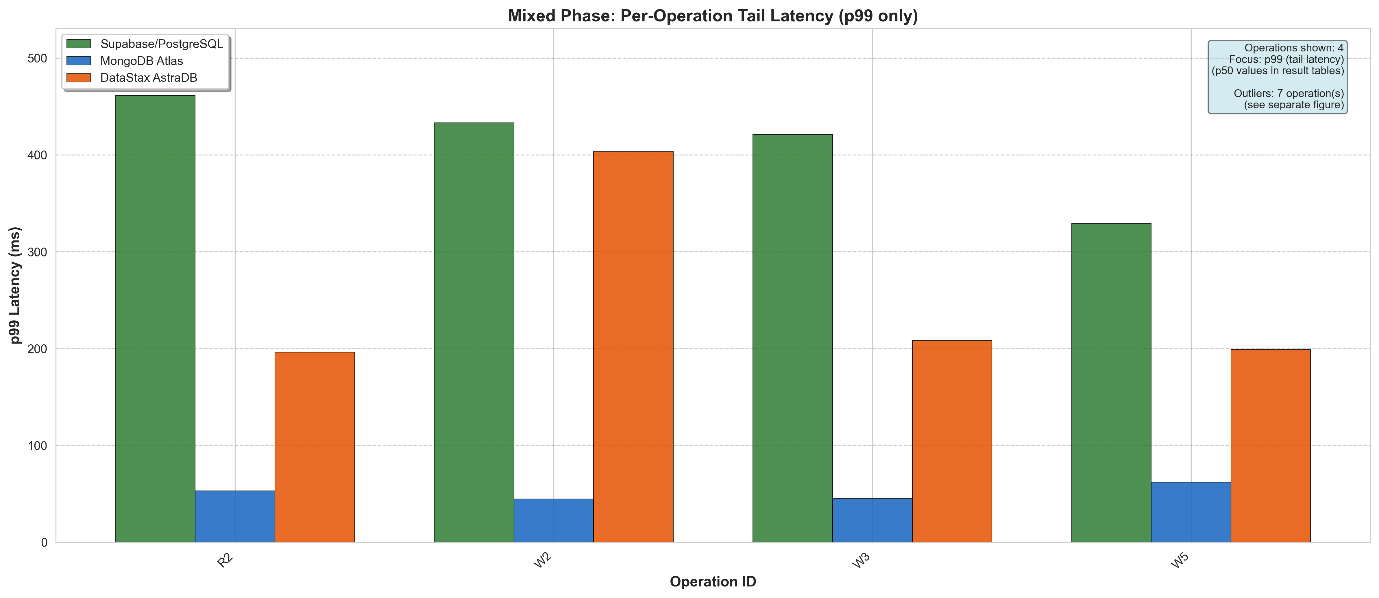 Mixed Phase: Per-Operation Tail Latency (p99 only)
Supabase/PostgreSQL
MongoDB Atlas
DataStax AstraDB
Operations shown: 4
Focus: p99 (tail latency)
(p50 values in result tables)
Outliers: 7 operation(s)
(see separate figure)
p99 Latency (ms)
500
400
300
200
100
0
R2
W2
W3
W5
Operation ID